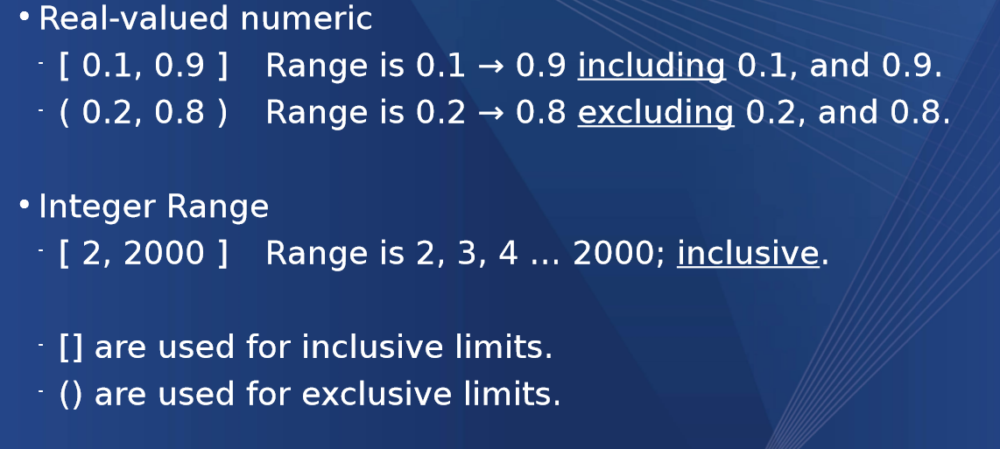 • Real-valued numeric
- [ 0.1, 0.9 ] Range is 0.1 → 0.9 including 0.1, and 0.9.
- ( 0.2, 0.8 ) Range is 0.2 → 0.8 excluding 0.2, and 0.8.
• Integer Range
- [ 2, 2000 ] Range is 2, 3, 4 ... 2000; inclusive.
- [] are used for inclusive limits.
- () are used for exclusive limits.